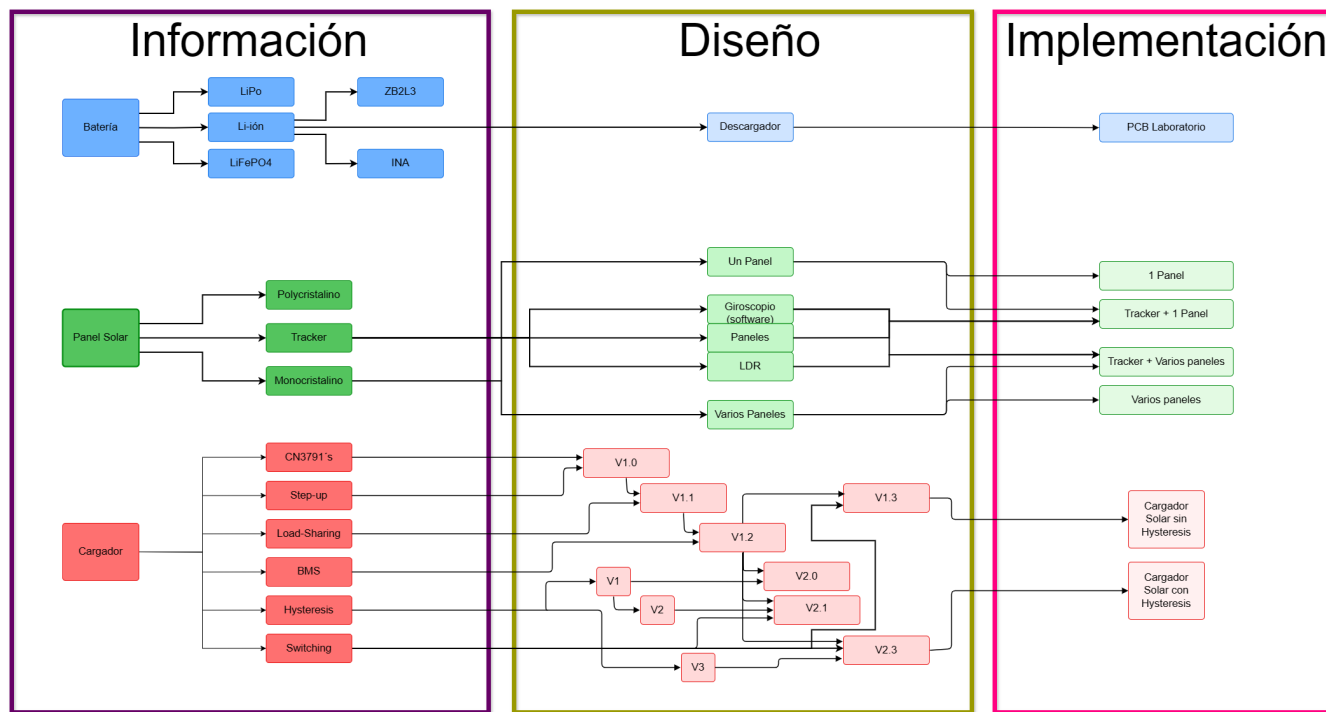 Información
Diseño
Implementación
LiPo
ZB2L3
Batería
Li-ión
Descargador
PCB Laboratorio
LiFePO4
INA
Un Panel
1 Panel
Polycristalino
Giroscopio
(software)
Tracker + 1 Panel
Panel Solar
Tracker
Paneles
LDR
Tracker + Varios paneles
Monocristalino
Varios Paneles
Varios paneles
CN3791´s
V1.0
Step-up
V1.1
V1.3
Cargador
Solar sin
Hysteresis
Load-Sharing
V1.2
Cargador
BMS
V1
V2.0
Cargador
Solar con
Hysteresis
Hysteresis
V2
V2.1
Switching
V2.3
V3